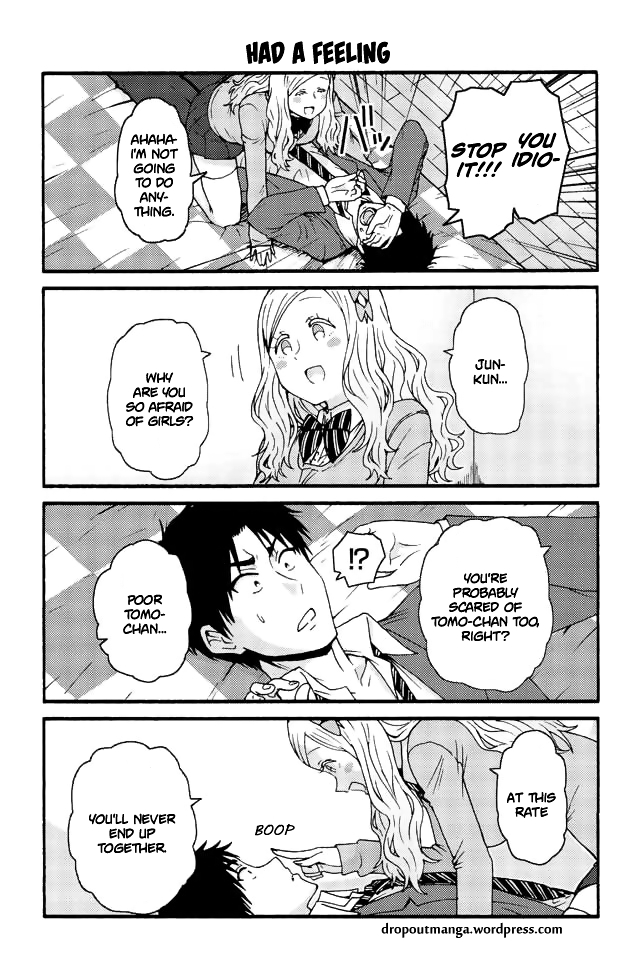 HAD A FEELING
STOP YOU
IDIO-
IT!!!
バッ
AHAHA-
I'M NOT
GOING
TO DO
ANY-
THING.
JUN-
KUN...
WHY
ARE YOU
SO AFRAID
OF GIRLS?
YOU'RE
PROBABLY
SCARED OF
TOMO-CHAN TOO,
RIGHT?
!?
POOR
TOMO-
CHAN...
AT THIS
RATE
BOOP
YOU'LL NEVER
END UP
TOGETHER.
dropoutmanga.wordpress.com